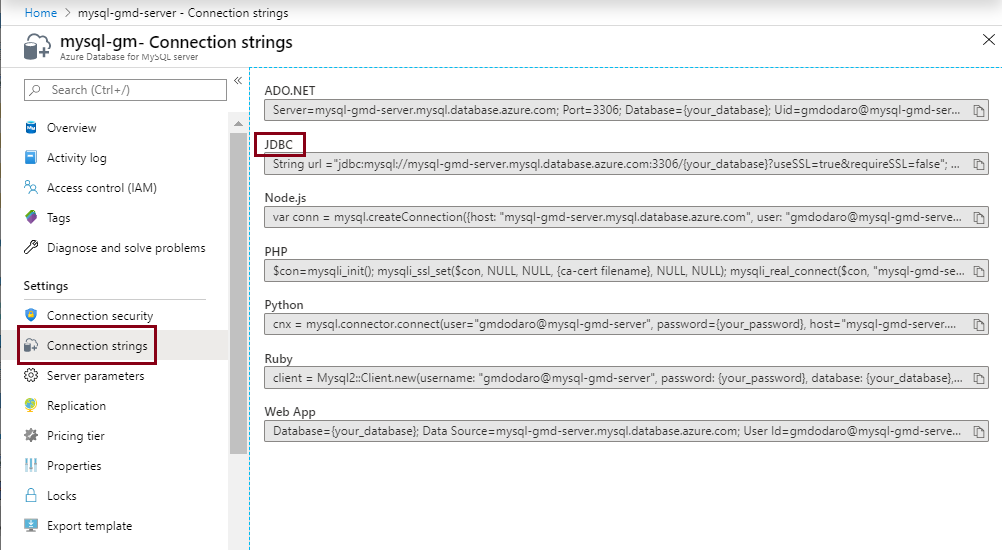 Home > mysql-gmd-server - Connection strings
mysql-gm- Connection strings
Azure Database for MySQL server
Search (Ctrl+/)
«
Overview
Activity log
Access control (IAM)
Tags
Diagnose and solve problems
Settings
Connection security
Connection strings
Server parameters
Replication
Pricing tier
Properties
Locks
Export template
ADO.NET
Server=mysql-gmd-server.mysql.database.azure.com; Port=3306; Database={your_database}; Uid=gmdodaro@mysql-gmd-ser...
JDBC
String url ="jdbc:mysql://mysql-gmd-server.mysql.database.azure.com:3306/{your_database}?useSSL=true&requireSSL=false"; ...
Node.js
var conn = mysql.createConnection({host: "mysql-gmd-server.mysql.database.azure.com", user: "gmdodaro@mysql-gmd-serve...
PHP
$con=mysqli_init(); mysqli_ssl_set($con, NULL, NULL, {ca-cert filename}, NULL, NULL); mysqli_real_connect($con, "mysql-gmd-se...
Python
cnx = mysql.connector.connect(user="gmdodaro@mysql-gmd-server", password={your_password}, host="mysql-gmd-server....
Ruby
client = Mysql2::Client.new(username: "gmdodaro@mysql-gmd-server", password: {your_password}, database: {your_database},...
Web App
Database={your_database}; Data Source=mysql-gmd-server.mysql.database.azure.com; User Id=gmdodaro@mysql-gmd-serve...